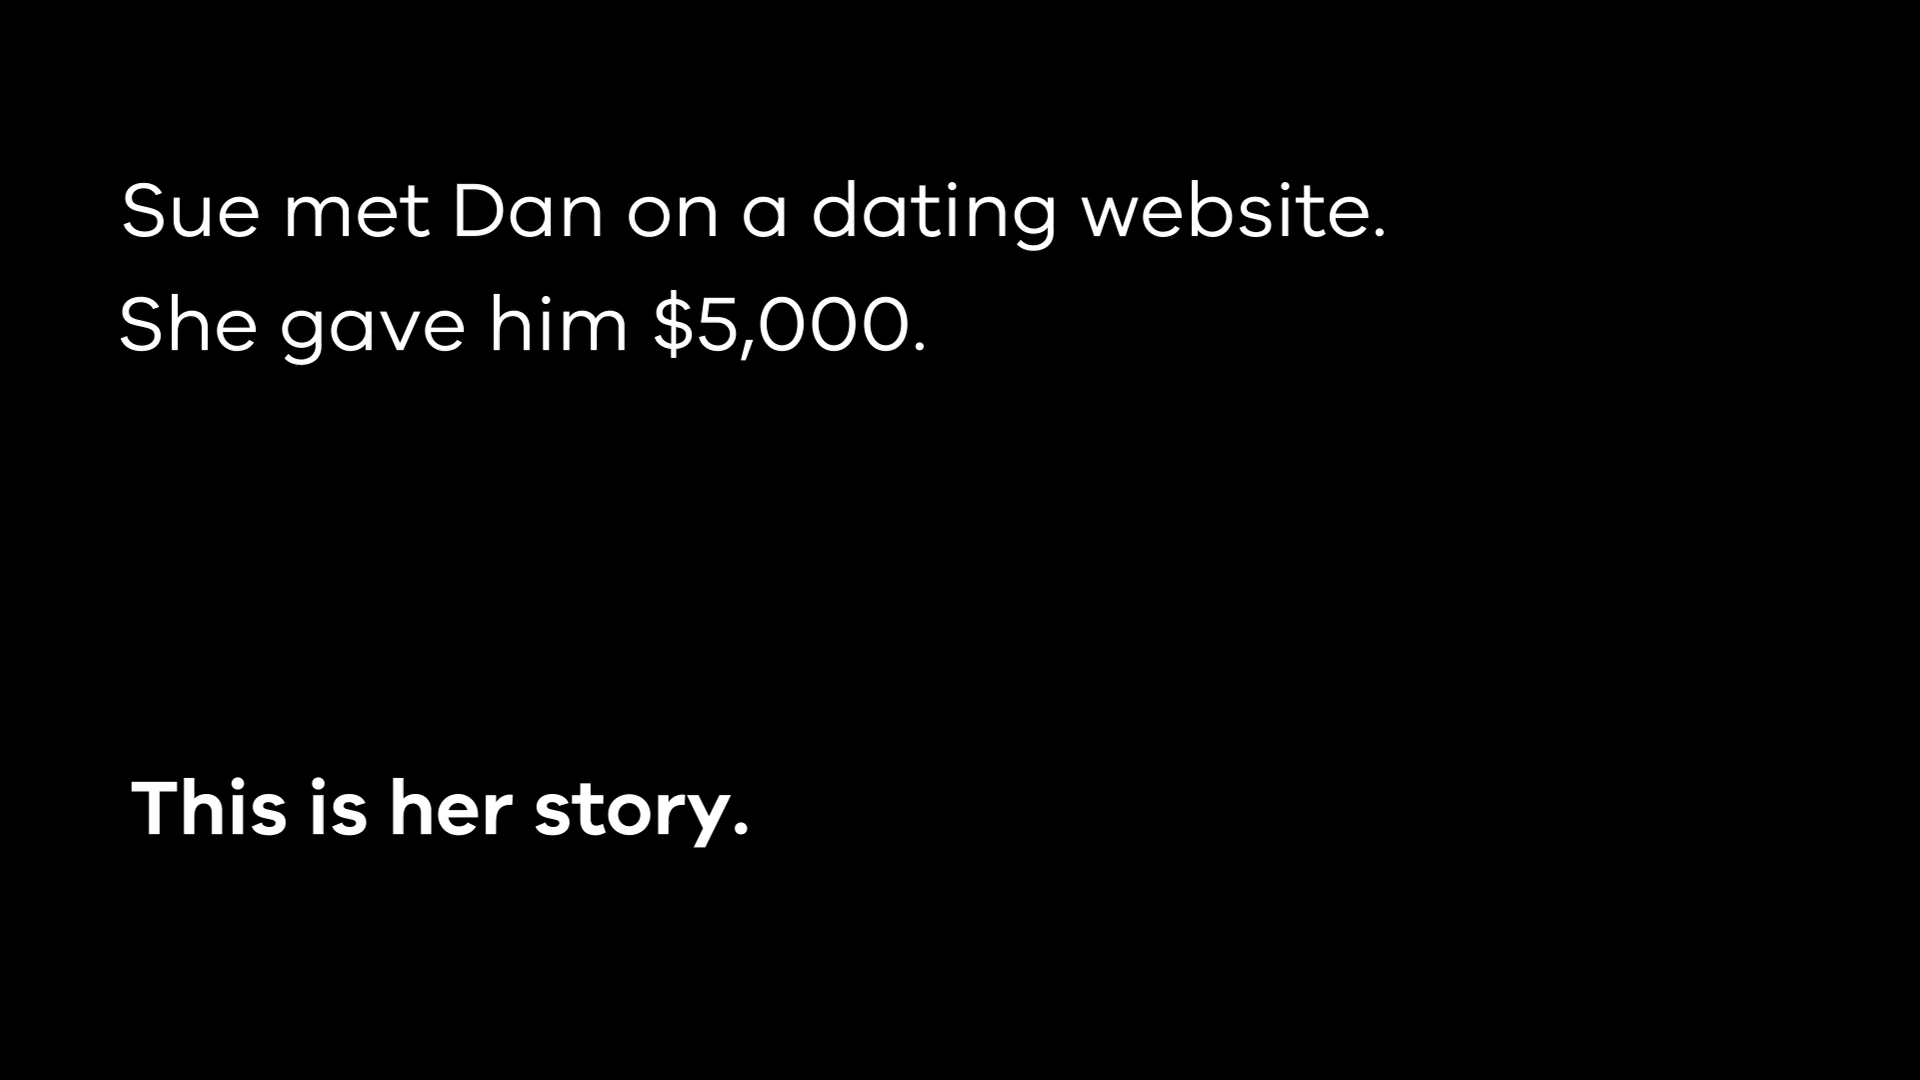 Sue met Dan on a dating website.
She gave him $5,000.
This is her story.